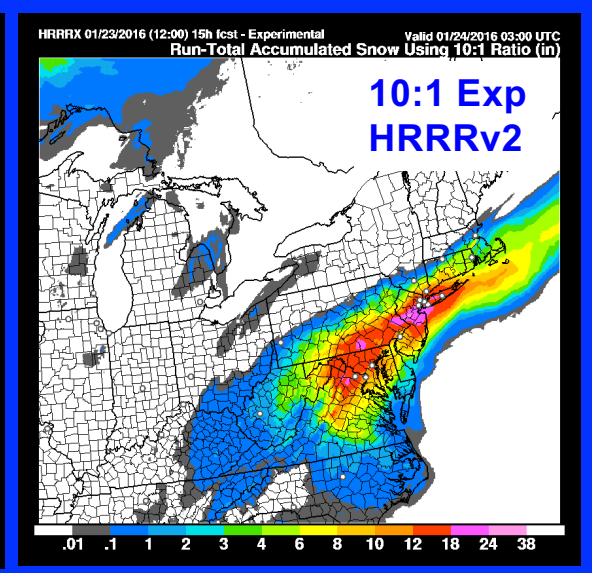 HRRRX 01/23/2016 (12:00) 15h fcst - Experimental Valid 01/24/2016 03:00 UTC
Run-Total Accumulated Snow Using 10:1 Ratio (in)
10:1 Exp
HRRRv2
.01 .1 1 2 3 4 6 8 10 12 18 24 38